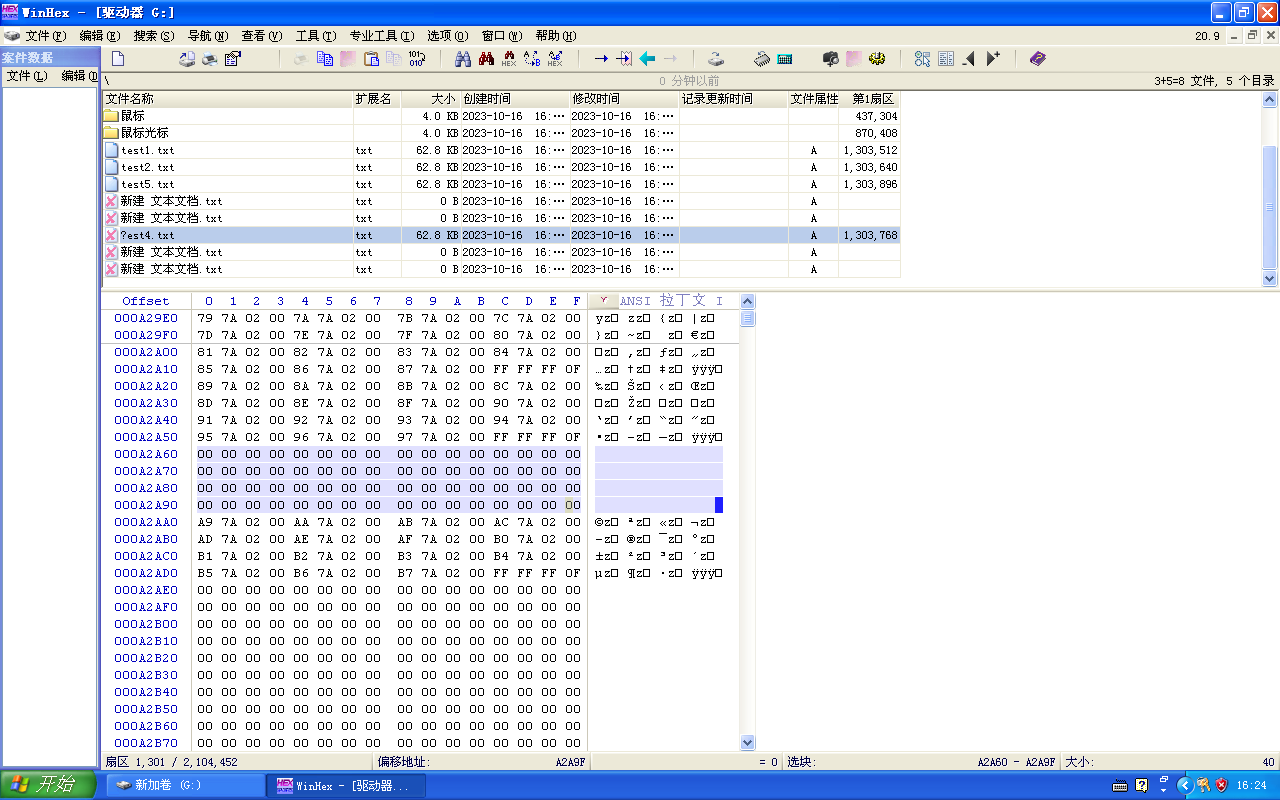 WinHex - [驱动器 G:]
文件(F) 编辑(E) 搜索(S) 导航(N) 查看(V) 工具(T) 专业工具(I) 选项(O) 窗口(W) 帮助(H) 20.9
案件数据
文件(L) 编辑(D
\ 0 分钟以前 3+5=8 文件, 5 个目录
文件名称 扩展名 大小 创建时间 修改时间 记录更新时间 文件属性 第1扇区
鼠标 4.0 KB 2023-10-16 16:... 2023-10-16 16:... 437,304
鼠标光标 4.0 KB 2023-10-16 16:... 2023-10-16 16:... 870,408
test1.txt txt 62.8 KB 2023-10-16 16:... 2023-10-16 16:... A 1,303,512
test2.txt txt 62.8 KB 2023-10-16 16:... 2023-10-16 16:... A 1,303,640
test5.txt txt 62.8 KB 2023-10-16 16:... 2023-10-16 16:... A 1,303,896
新建 文本文档.txt txt 0 B 2023-10-16 16:... 2023-10-16 16:... A
新建 文本文档.txt txt 0 B 2023-10-16 16:... 2023-10-16 16:... A
?est4.txt txt 62.8 KB 2023-10-16 16:... 2023-10-16 16:... A 1,303,768
新建 文本文档.txt txt 0 B 2023-10-16 16:... 2023-10-16 16:... A
新建 文本文档.txt txt 0 B 2023-10-16 16:... 2023-10-16 16:... A
Offset 0 1 2 3 4 5 6 7 8 9 A B C D E F ANSI 拉丁文 I
000A29E0 79 7A 02 00 7A 7A 02 00 7B 7A 02 00 7C 7A 02 00 yz□ zz□ {z□ |z□
000A29F0 7D 7A 02 00 7E 7A 02 00 7F 7A 02 00 80 7A 02 00 }z□ ~z□ z□ €z□
000A2A00 81 7A 02 00 82 7A 02 00 83 7A 02 00 84 7A 02 00 □z□ ‚z□ ƒz□ „z□
000A2A10 85 7A 02 00 86 7A 02 00 87 7A 02 00 FF FF FF 0F …z□ †z□ ‡z□ ÿÿÿ□
000A2A20 89 7A 02 00 8A 7A 02 00 8B 7A 02 00 8C 7A 02 00 ‰z□ Šz□ ‹z□ Œz□
000A2A30 8D 7A 02 00 8E 7A 02 00 8F 7A 02 00 90 7A 02 00 □z□ Žz□ □z□ □z□
000A2A40 91 7A 02 00 92 7A 02 00 93 7A 02 00 94 7A 02 00 ‘z□ ’z□ “z□ ”z□
000A2A50 95 7A 02 00 96 7A 02 00 97 7A 02 00 FF FF FF 0F •z□ –z□ —z□ ÿÿÿ□
000A2A60 00 00 00 00 00 00 00 00 00 00 00 00 00 00 00 00
000A2A70 00 00 00 00 00 00 00 00 00 00 00 00 00 00 00 00
000A2A80 00 00 00 00 00 00 00 00 00 00 00 00 00 00 00 00
000A2A90 00 00 00 00 00 00 00 00 00 00 00 00 00 00 00 00
000A2AA0 A9 7A 02 00 AA 7A 02 00 AB 7A 02 00 AC 7A 02 00 ©z□ ªz□ «z□ ¬z□
000A2AB0 AD 7A 02 00 AE 7A 02 00 AF 7A 02 00 B0 7A 02 00 -z□ ®z□ ¯z□ °z□
000A2AC0 B1 7A 02 00 B2 7A 02 00 B3 7A 02 00 B4 7A 02 00 ±z□ ²z□ ³z□ ´z□
000A2AD0 B5 7A 02 00 B6 7A 02 00 B7 7A 02 00 FF FF FF 0F µz□ ¶z□ ·z□ ÿÿÿ□
000A2AE0 00 00 00 00 00 00 00 00 00 00 00 00 00 00 00 00
000A2AF0 00 00 00 00 00 00 00 00 00 00 00 00 00 00 00 00
000A2B00 00 00 00 00 00 00 00 00 00 00 00 00 00 00 00 00
000A2B10 00 00 00 00 00 00 00 00 00 00 00 00 00 00 00 00
000A2B20 00 00 00 00 00 00 00 00 00 00 00 00 00 00 00 00
000A2B30 00 00 00 00 00 00 00 00 00 00 00 00 00 00 00 00
000A2B40 00 00 00 00 00 00 00 00 00 00 00 00 00 00 00 00
000A2B50 00 00 00 00 00 00 00 00 00 00 00 00 00 00 00 00
000A2B60 00 00 00 00 00 00 00 00 00 00 00 00 00 00 00 00
000A2B70 00 00 00 00 00 00 00 00 00 00 00 00 00 00 00 00
扇区 1,301 / 2,104,452 偏移地址: A2A9F = 0 选块: A2A60 - A2A9F 大小: 40
开始 新加卷 (G:) WinHex - [驱动器... 16:24